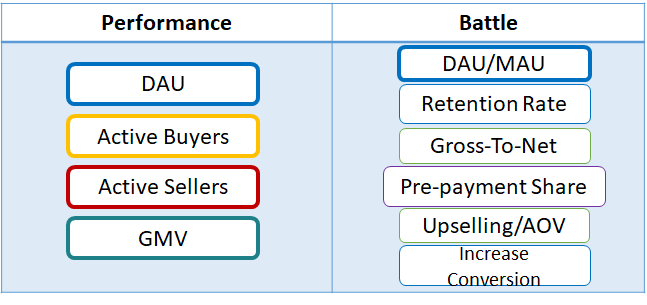 Performance
Battle
DAU
Active Buyers
Active Sellers
GMV
DAU/MAU
Retention Rate
Gross-To-Net
Pre-payment Share
Upselling/AOV
Increase
Conversion